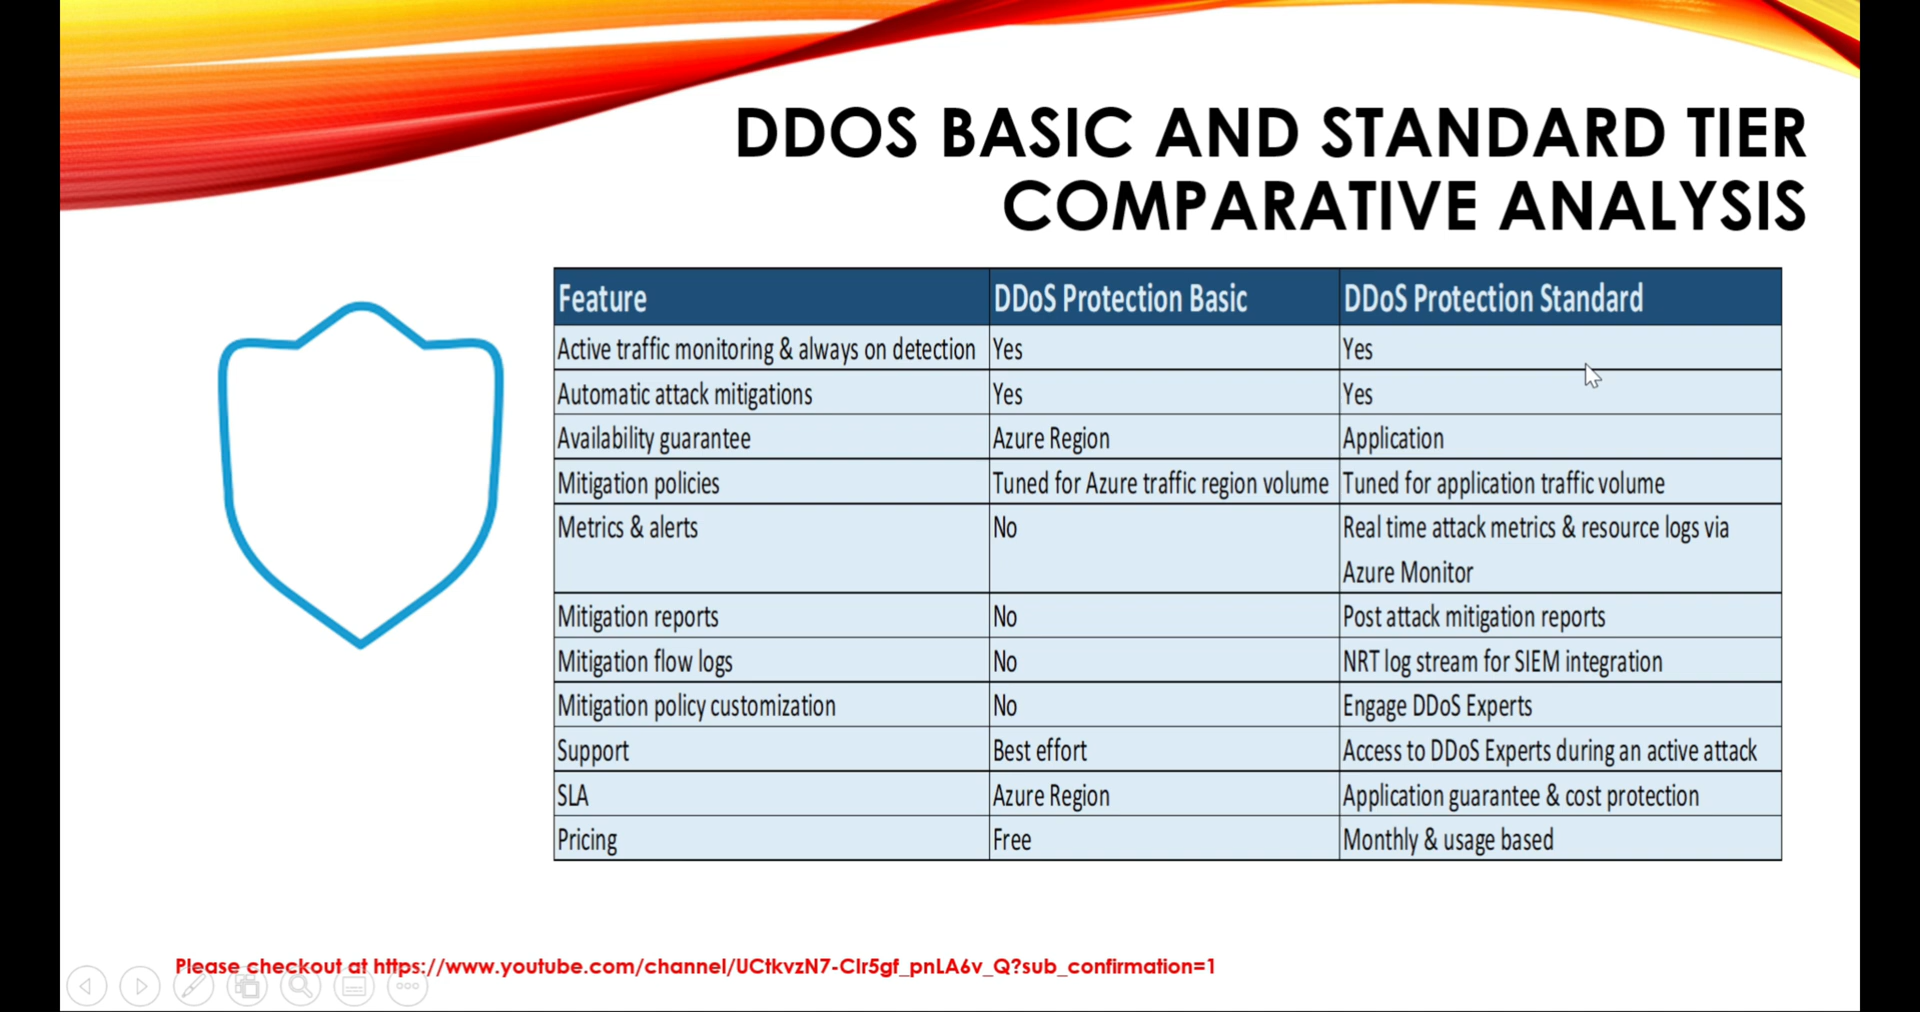 DDOS BASIC AND STANDARD TIER
COMPARATIVE ANALYSIS
Feature DDoS Protection Basic DDoS Protection Standard
Active traffic monitoring & always on detection Yes Yes
Automatic attack mitigations Yes Yes
Availability guarantee Azure Region Application
Mitigation policies Tuned for Azure traffic region volume Tuned for application traffic volume
Metrics & alerts No Real time attack metrics & resource logs via
Azure Monitor
Mitigation reports No Post attack mitigation reports
Mitigation flow logs No NRT log stream for SIEM integration
Mitigation policy customization No Engage DDoS Experts
Support Best effort Access to DDoS Experts during an active attack
SLA Azure Region Application guarantee & cost protection
Pricing Free Monthly & usage based
Please checkout at https://www.youtube.com/channel/UCtkvzN7-Clr5gf_pnLA6v_Q?sub_confirmation=1